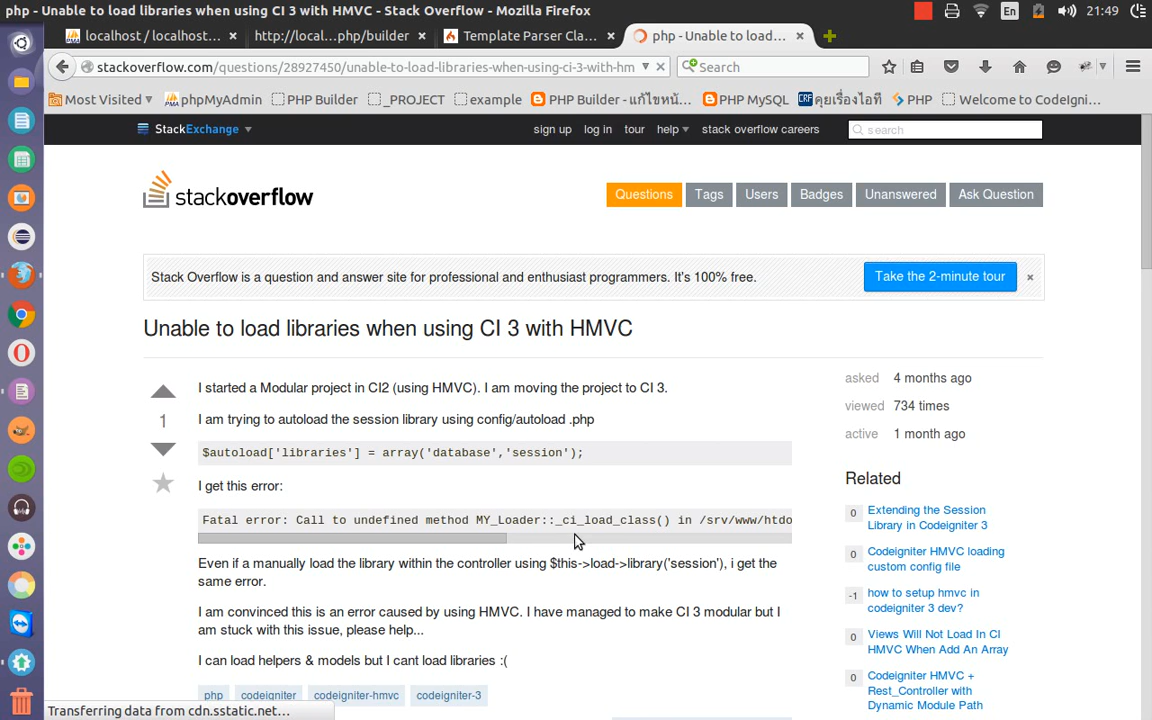 php - Unable to load libraries when using CI 3 with HMVC - Stack Overflow - Mozilla Firefox
En
21:49
localhost / localhost...
http://local...php/builder
Template Parser Cla...
php - Unable to load...
stackoverflow.com/questions/28927450/unable-to-load-libraries-when-using-ci-3-with-hm
Search
Most Visited
phpMyAdmin
PHP Builder
_PROJECT
example
PHP Builder - แก้ไขหน้...
PHP MySQL
คุยเรื่องไอที
PHP
Welcome to CodeIgni...
StackExchange
sign up
log in
tour
help
stack overflow careers
search
stackoverflow
Questions
Tags
Users
Badges
Unanswered
Ask Question
Stack Overflow is a question and answer site for professional and enthusiast programmers. It's 100% free.
Take the 2-minute tour
×
Unable to load libraries when using CI 3 with HMVC
1
I started a Modular project in CI2 (using HMVC). I am moving the project to CI 3.
I am trying to autoload the session library using config/autoload .php
$autoload['libraries'] = array('database','session');
I get this error:
Fatal error: Call to undefined method MY_Loader::_ci_load_class() in /srv/www/htdo
Even if a manually load the library within the controller using $this->load->library('session'), i get the
same error.
I am convinced this is an error caused by using HMVC. I have managed to make CI 3 modular but I
am stuck with this issue, please help...
I can load helpers & models but I cant load libraries :(
php
codeigniter
codeigniter-hmvc
codeigniter-3
asked 4 months ago
viewed 734 times
active 1 month ago
Related
0 Extending the Session
Library in Codeigniter 3
0 Codeigniter HMVC loading
custom config file
-1 how to setup hmvc in
codeigniter 3 dev?
0 Views Will Not Load In CI
HMVC When Add An Array
0 Codeigniter HMVC +
Rest_Controller with
Dynamic Module Path
Transferring data from cdn.sstatic.net...